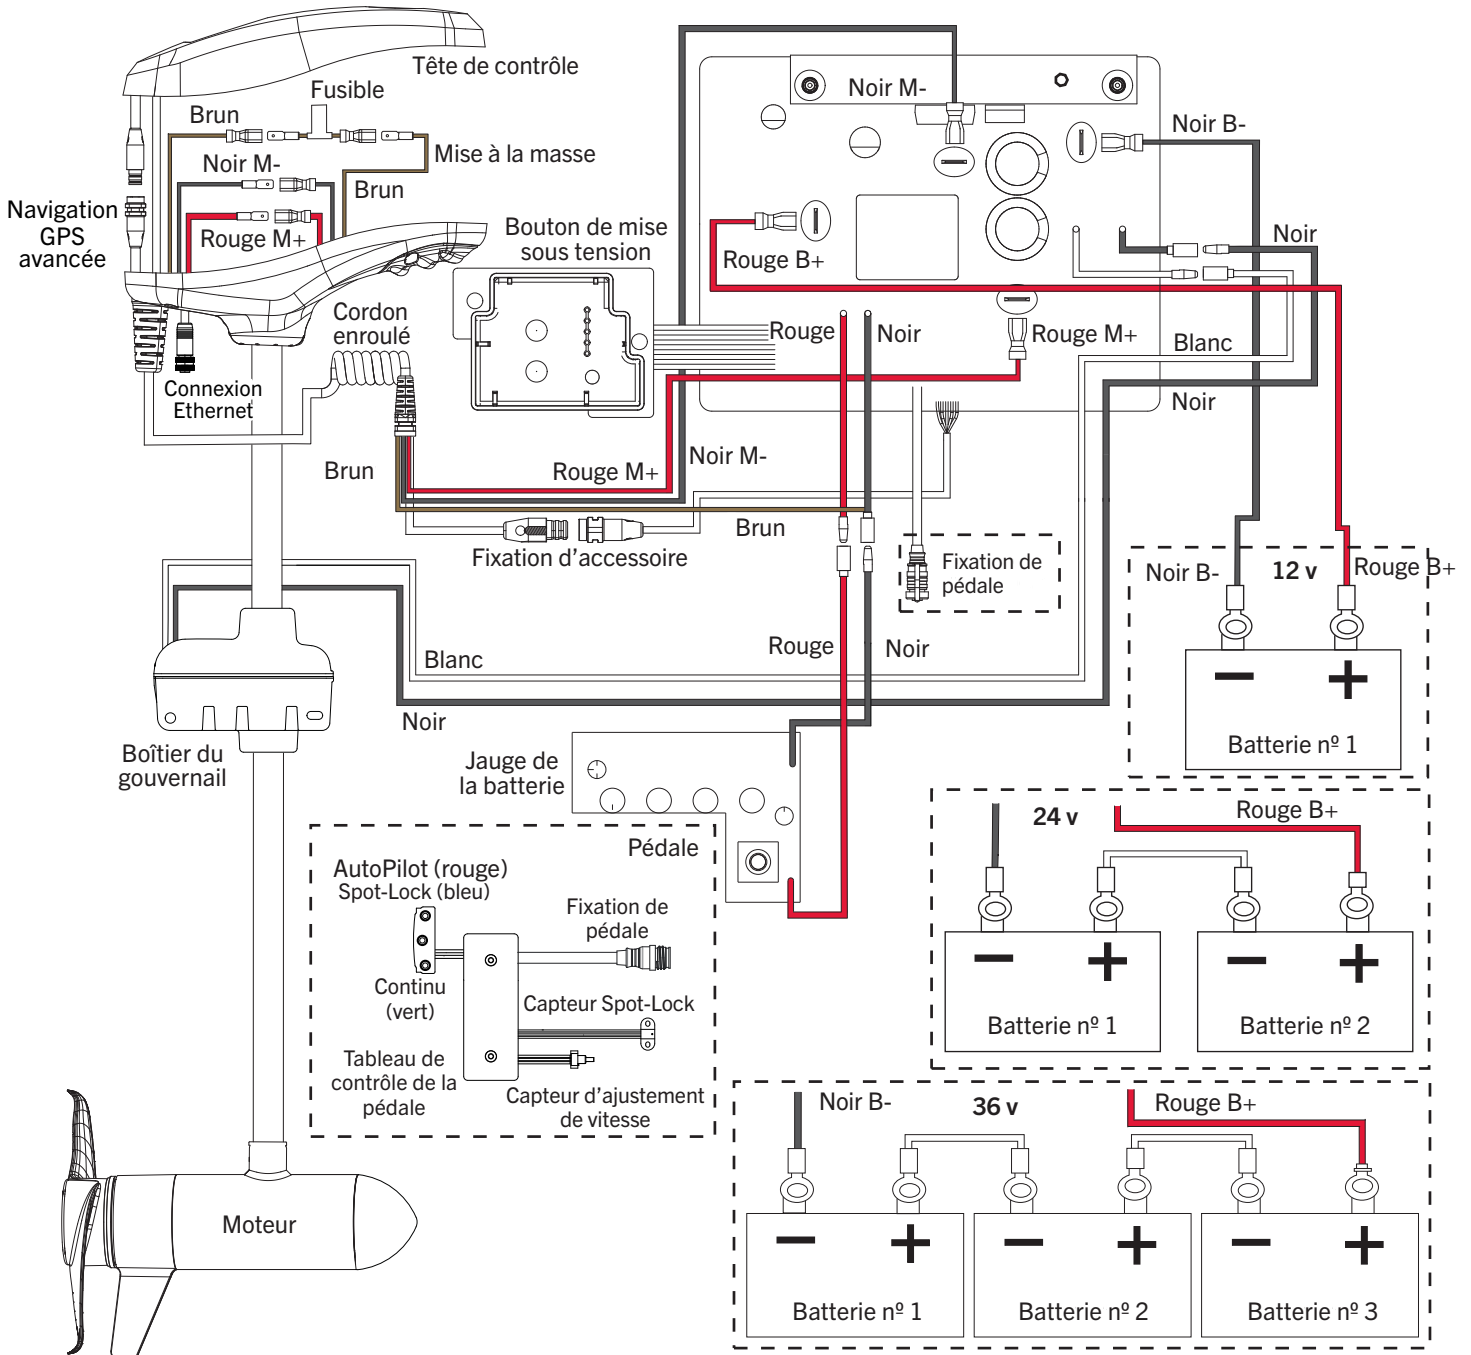 Tête de contrôle
Fusible
Brun
Mise à la masse
Noir M-
Brun
Navigation
GPS
avancée
Rouge M+
Bouton de mise
sous tension
Cordon
enroulé
Connexion
Ethernet
Noir M-
Noir B-
Rouge B+
Noir
Rouge
Noir
Rouge M+
Blanc
Noir
Brun
Rouge M+
Noir M-
Brun
Fixation d'accessoire
Fixation de
pédale
Noir B-
12 v
Rouge B+
Batterie nº 1
Rouge
Noir
Blanc
Noir
Boîtier du
gouvernail
Jauge de
la batterie
Pédale
24 v
Rouge B+
Batterie nº 1
Batterie nº 2
AutoPilot (rouge)
Spot-Lock (bleu)
Fixation de
pédale
Continu
(vert)
Capteur Spot-Lock
Tableau de
contrôle de la
pédale
Capteur d'ajustement
de vitesse
Noir B-
36 v
Rouge B+
Batterie nº 1
Batterie nº 2
Batterie nº 3
Moteur